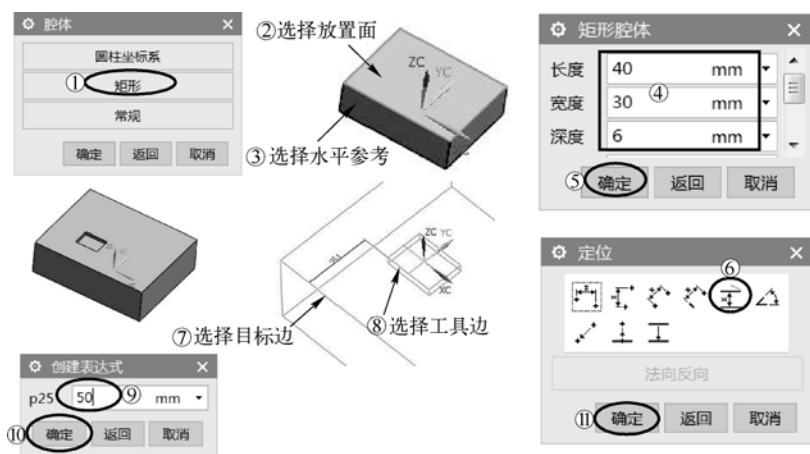 腔体
圆柱坐标系
①矩形
常规
确定 返回 取消
②选择放置面
ZC
YC
③选择水平参考
矩形腔体
长度 40 mm
宽度 30 ④ mm
深度 6 mm
⑤确定 返回 取消
ZC YC
XC
⑦选择目标边
⑧选择工具边
定位
⑥
法向反向
⑪确定 返回 取消
创建表达式
p25 50 ⑨ mm
⑩确定 返回 取消